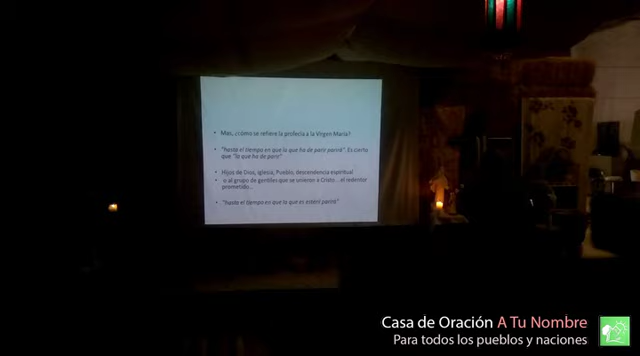 • Mas, ¿cómo se refiere la profecía a la Virgen María?
• "hasta el tiempo en que la que ha de parir parirá". Es cierto
que "la que ha de parir"
• Hijos de Dios, Iglesia, Pueblo, descendencia espiritual
• o al grupo de gentiles que se unieron a Cristo... el redentor
prometido..
• "hasta el tiempo en que la que es estéril parirá"
Casa de Oración A Tu Nombre
Para todos los pueblos y naciones